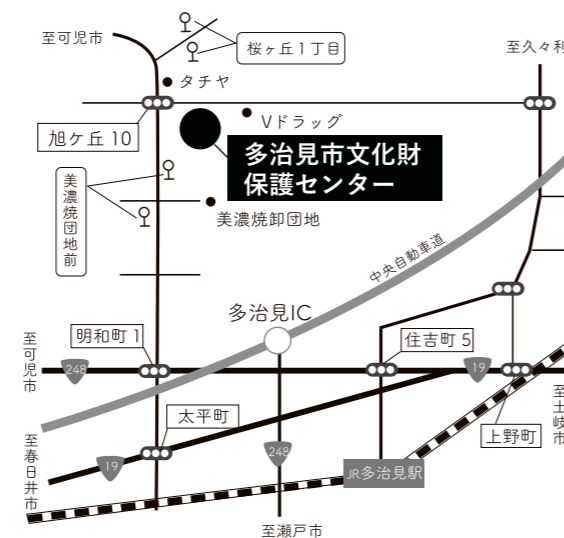 至可児市
桜ヶ丘1丁目
至久々利
タチヤ
旭ケ丘 10
Vドラッグ
多治見市文化財
保護センター
美濃焼団地前
美濃焼卸団地
中央自動車道
多治見IC
至可児市
明和町 1
住吉町 5
248
19
太平町
上野町
至土岐市
至春日井市
19
248
JR多治見駅
至瀬戸市